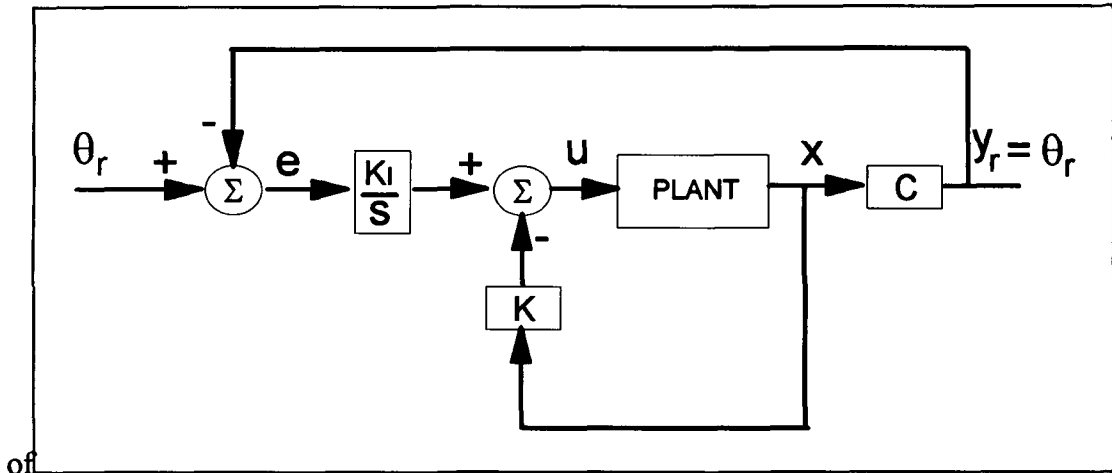 -
θr + Σ e KI/S + Σ u PLANT x C yr = θr
-
K
of